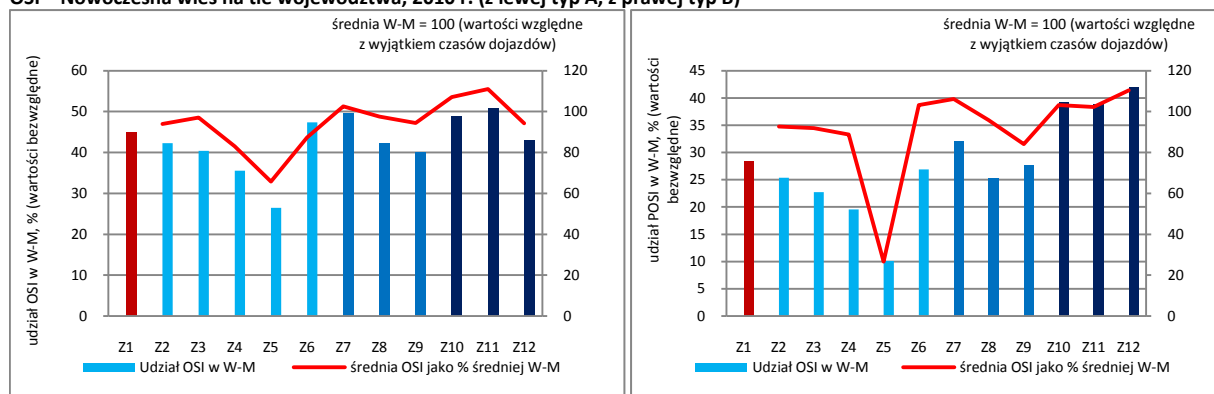 OSI – Nowoczesna wieś na tle województwa, 2010 r. (z lewej typ A, z prawej typ B)
średnia W-M = 100 (wartości względne
z wyjątkiem czasów dojazdów)
udział OSI w W-M, % (wartości bezwzględne)
60
50
40
30
20
10
0
120
100
80
60
40
20
0
Z1 Z2 Z3 Z4 Z5 Z6 Z7 Z8 Z9 Z10 Z11 Z12
Udział OSI w W-M średnia OSI jako % średniej W-M
średnia W-M = 100 (wartości względne
z wyjątkiem czasów dojazdów)
udział POSI w W-M, % (wartości
bezwzględne)
45
40
35
30
25
20
15
10
5
0
120
100
80
60
40
20
0
Z1 Z2 Z3 Z4 Z5 Z6 Z7 Z8 Z9 Z10 Z11 Z12
Udział OSI w W-M średnia OSI jako % średniej W-M